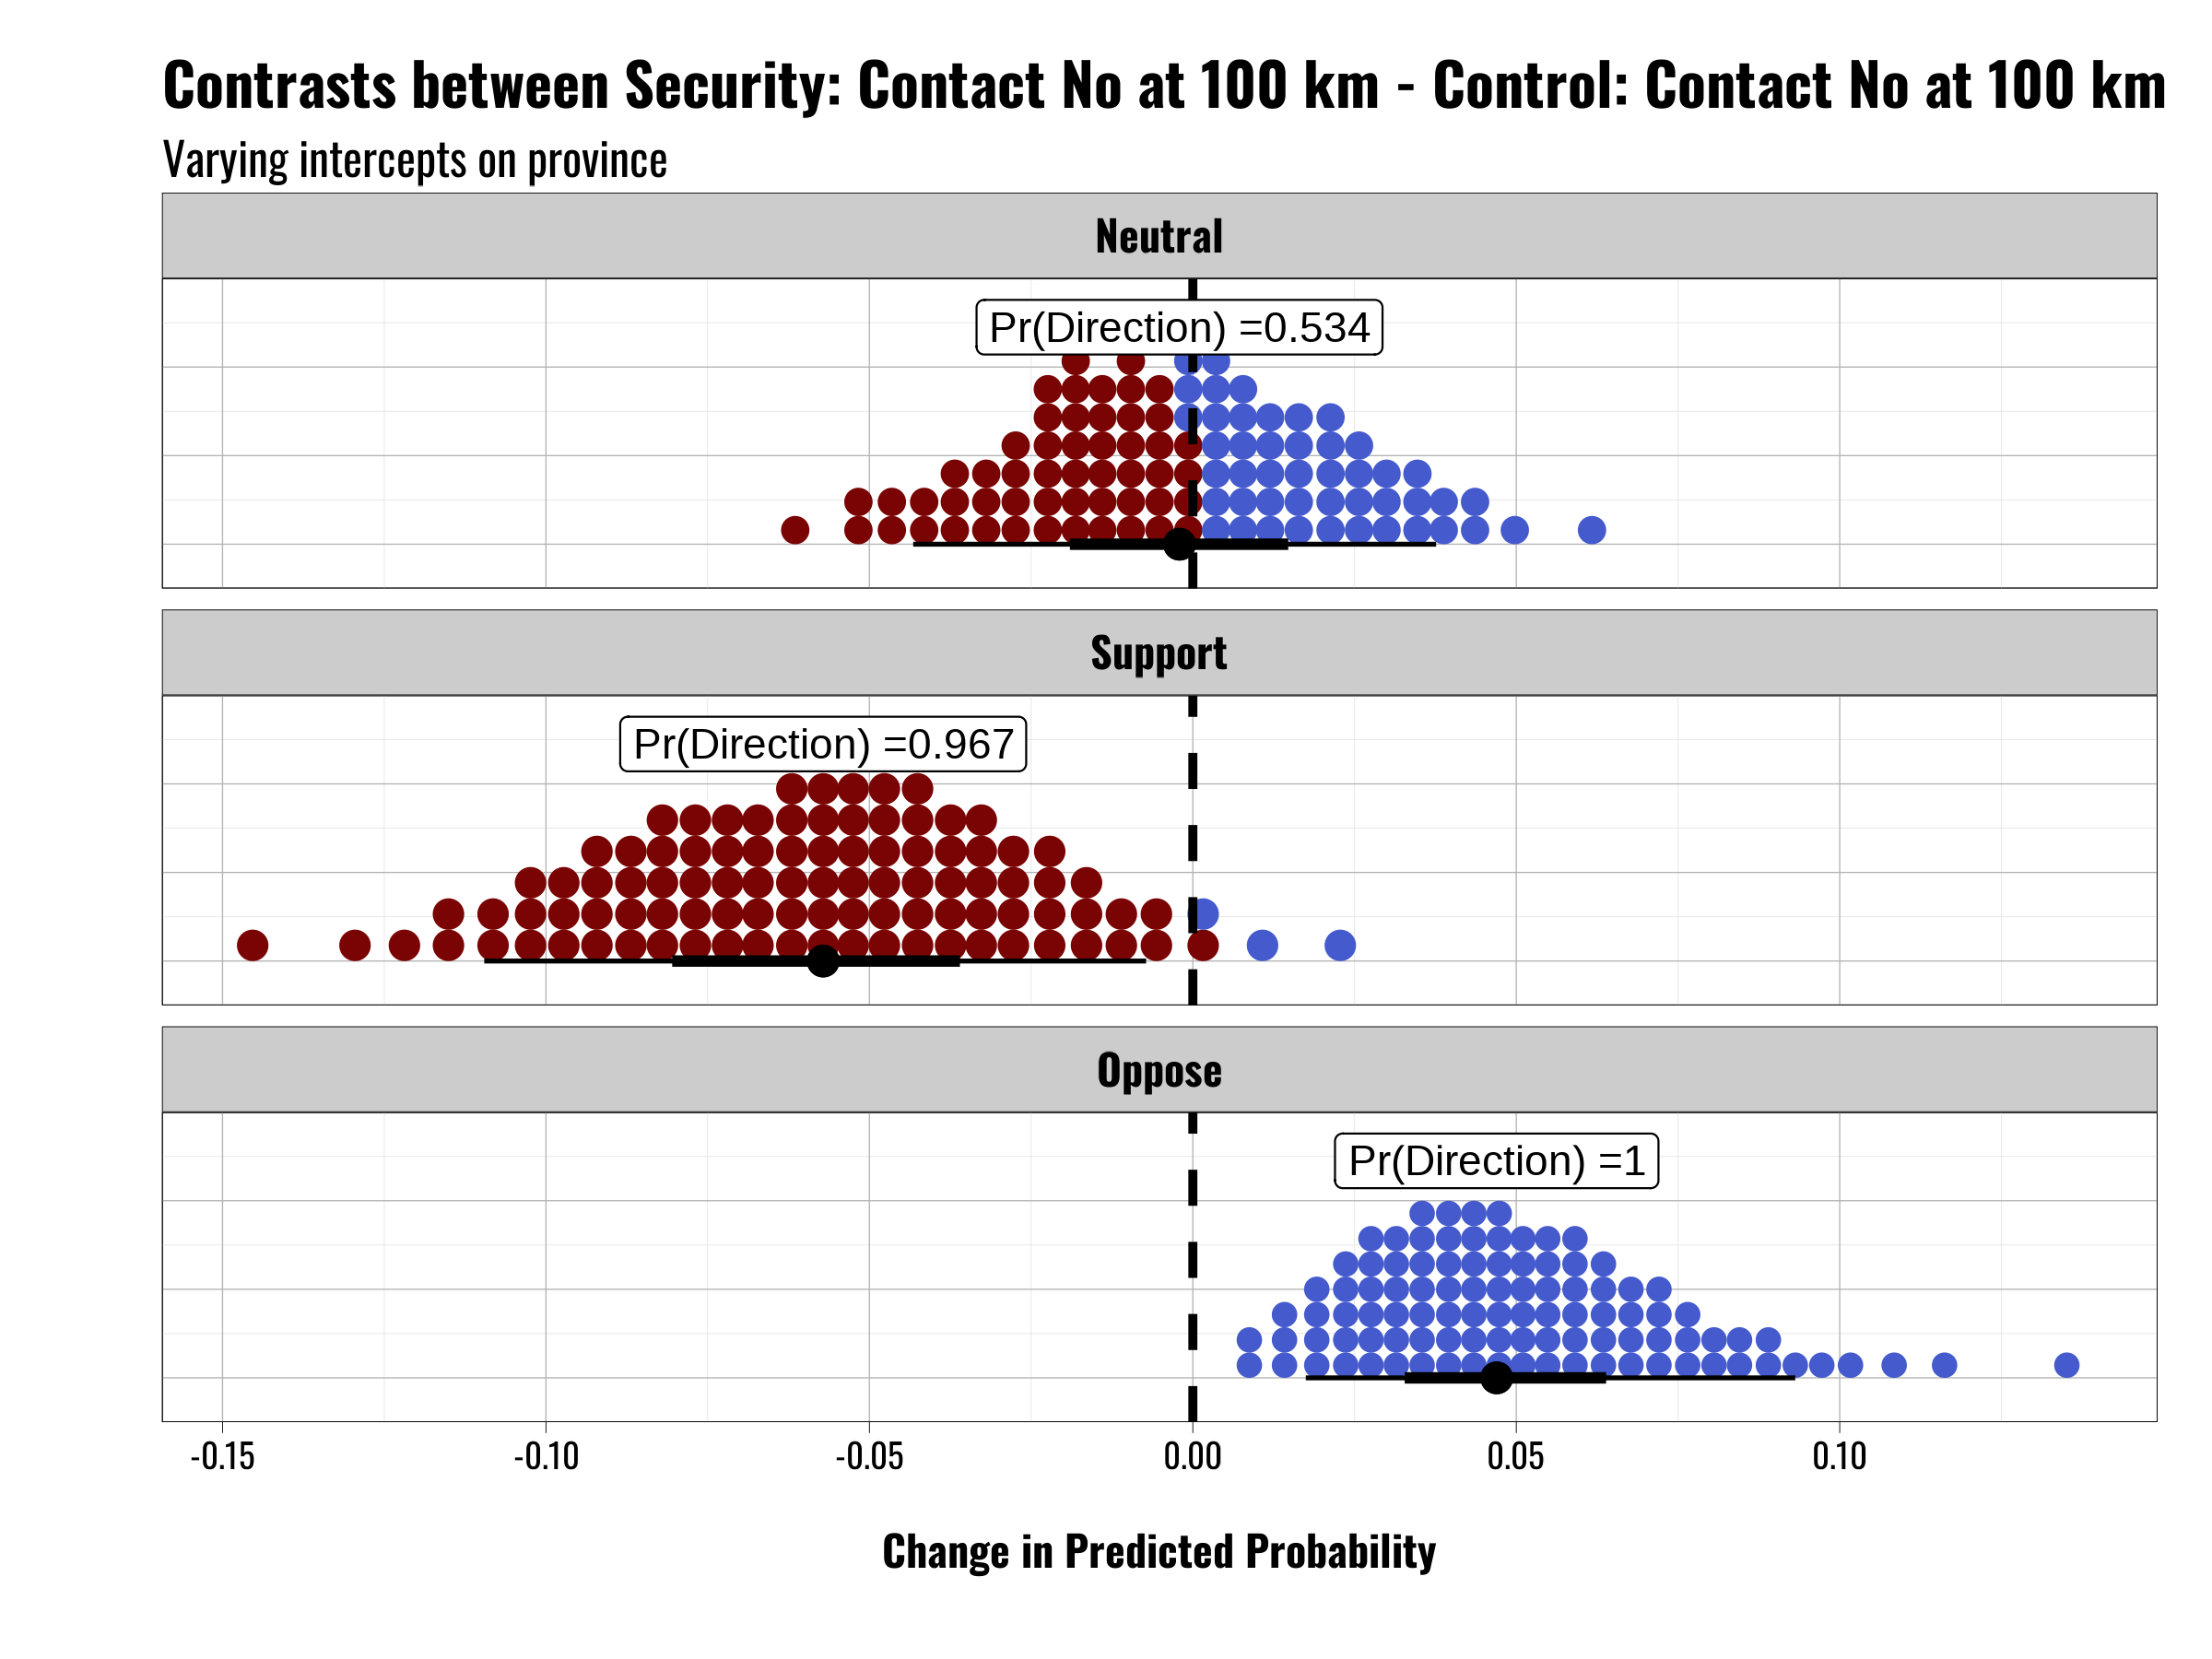 Contrasts between Security: Contact No at 100 km - Control: Contact No at 100 km
Varying intercepts on province
Neutral
Pr(Direction) =0.534
Support
Pr(Direction) =0.967
Oppose
Pr(Direction) =1
-0.15 -0.10 -0.05 0.00 0.05 0.10
Change in Predicted Probability